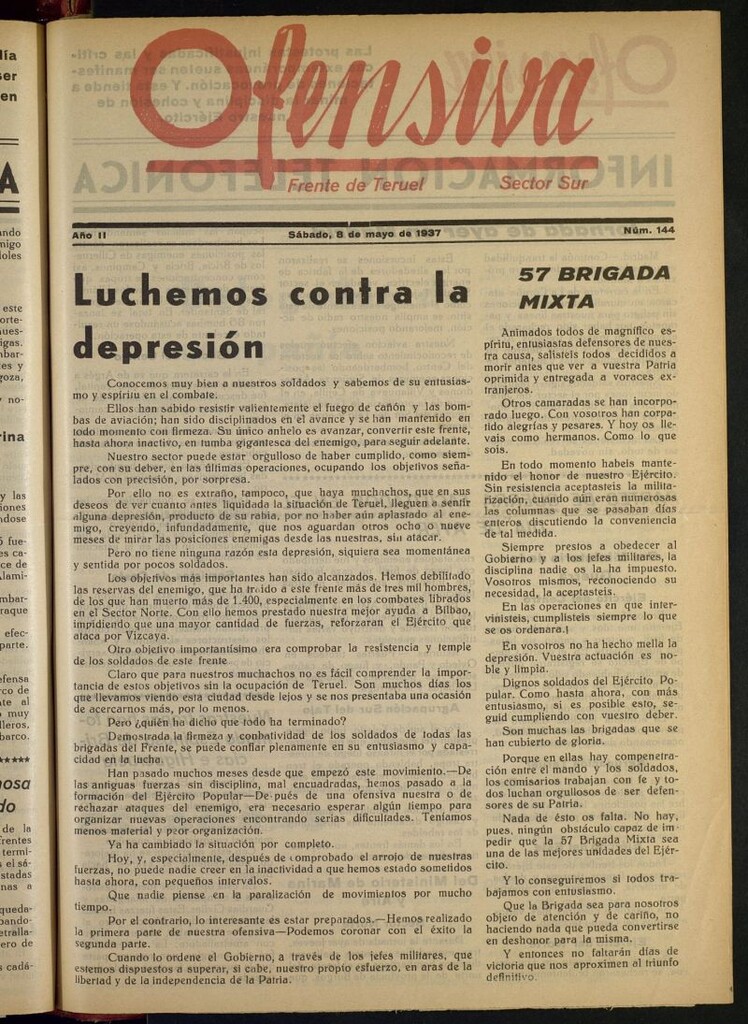 Ofensiva
Frente de Teruel Sector Sur
Año II Sábado, 8 de mayo de 1937 Núm. 144
Luchemos contra la
depresión
Conocemos muy bien a nuestros soldados y sabemos de su entusias-
mo y espíritu en el combate.
Ellos han sabido resistir valientemente el fuego de cañón y las bom-
bas de aviación; han sido disciplinados en el avance y se han mantenido en
todo momento con firmeza. Su único anhelo es avanzar, convertir este frente,
hasta ahora inactivo, en tumba gigantesca del enemigo, para seguir adelante.
Nuestro sector puede estar orgulloso de haber cumplido, como siem-
pre, con su deber, en las últimas operaciones, ocupando los objetivos seña-
lados con precisión, por sorpresa.
Por ello no es extraño, tampoco, que haya muchachos, que en sus
deseos de ver cuanto antes liquidada la situación de Teruel, lleguen a sentir
alguna depresión, producto de su rabia, por no haber aún aplastado al ene-
migo, creyendo, infundadamente, que nos aguardan otros ocho o nueve
meses de mirar las posiciones enemigas desde las nuestras, sin atacar.
Pero no tiene ninguna razón esta depresión, siquiera sea momentánea
y sentida por pocos soldados.
Los objetivos más importantes han sido alcanzados. Hemos debilitado
las reservas del enemigo, que ha traído a este frente más de tres mil hombres,
de los que han muerto más de 1.400, especialmente en los combates librados
en el Sector Norte. Con ello hemos prestado nuestra mejor ayuda a Bilbao,
impidiendo que una mayor cantidad de fuerzas, reforzaran el Ejército que
ataca por Vizcaya.
Otro objetivo importantísimo era comprobar la resistencia y temple
de los soldados de este frente
Claro que para nuestros muchachos no es fácil comprender la impor-
tancia de estos objetivos sin la ocupación de Teruel. Son muchos los días
que llevamos viendo esta ciudad desde lejos y se nos presentaba una ocasión
de acercarnos más, por lo menos.
Pero ¿quién ha dicho que todo ha terminado?
Demostrada la firmeza y combatividad de los soldados de todas las
brigadas del Frente, se puede confiar plenamente en su entusiasmo y capa-
cidad en la lucha.
Han pasado muchos meses desde que empezó este movimiento.—De
las antiguas fuerzas sin disciplina, mal encuadradas, hemos pasado a la
formación del Ejército Popular—De pués de una ofensiva nuestra o de
rechazar ataques del enemigo, era necesario esperar algún tiempo para
organizar nuevas operaciones encontrando serias dificultades. Teníamos
menos material y peor organización.
Ya ha cambiado la situación por completo.
Hoy, y, especialmente, después de comprobado el arrojo de nuestras
fuerzas, no puede nadie creer en la inactividad a que hemos estado sometidos
hasta ahora, con pequeños intervalos.
Que nadie piense en la paralización de movimientos por mucho
tiempo.
Por el contrario, lo interesante es estar preparados.—Hemos realizado
la primera parte de nuestra ofensiva—Podemos coronar con el éxito la
segunda parte.
Cuando lo ordene el Gobierno, a través de los jefes militares, que
estemos dispuestos a superar, si cabe, nuestro propio esfuerzo, en aras de la
libertad y de la independencia de la Patria.
57 BRIGADA
MIXTA
Animados todos de magnífico es-
píritu, entusiastas defensores de nues-
tra causa, salisteis todos decididos a
morir antes que ver a vuestra Patria
oprimida y entregada a voraces ex-
tranjeros.
Otros camaradas se han incorpo
rado luego. Con vosotros han corpa-
tido alegrías y pesares. Y hoy os lle-
vais como hermanos. Como lo que
sois.
En todo momento habeis mante-
nido el honor de nuestro Ejército.
Sin resistencia aceptasteis la milita-
rización, cuando aún eran numerosas
las columnas que se pasaban días
enteros discutiendo la conveniencia
de tal medida.
Siempre prestos a obedecer al
Gobierno y a los jefes militares, la
disciplina nadie os la ha impuesto.
Vosotros mismos, reconociendo su
necesidad, la aceptasteis.
En las operaciones en que inter-
vinisteis, cumplísteis siempre lo que
se os ordenara.
En vosotros no ha hecho mella la
depresión. Vuestra actuación es no-
ble y limpia.
Dignos soldados del Ejército Po-
pular. Como hasta ahora, con más
entusiasmo, si es posible esto, se-
guid cumpliendo con vuestro deber.
Son muchas las brigadas que se
han cubierto de gloria.
Porque en ellas hay compenetra-
ción entre el mando y los soldados,
los comisarios trabajan con fe y to-
dos luchan orgullosos de ser defen-
sores de su Patria.
Nada de ésto os falta. No hay,
pues, ningún obstáculo capaz de im-
pedir que la 57 Brigada Mixta sea
una de las mejores unidades del Ejér-
cito.
Y lo conseguiremos si todos tra-
bajamos con entusiasmo.
Que la Brigada sea para nosotros
objeto de atención y de cariño, no
haciendo nada que pueda convertirse
en deshonor para la misma.
Y entonces no faltarán días de
victoria que nos aproximen al triunfo
definitivo.